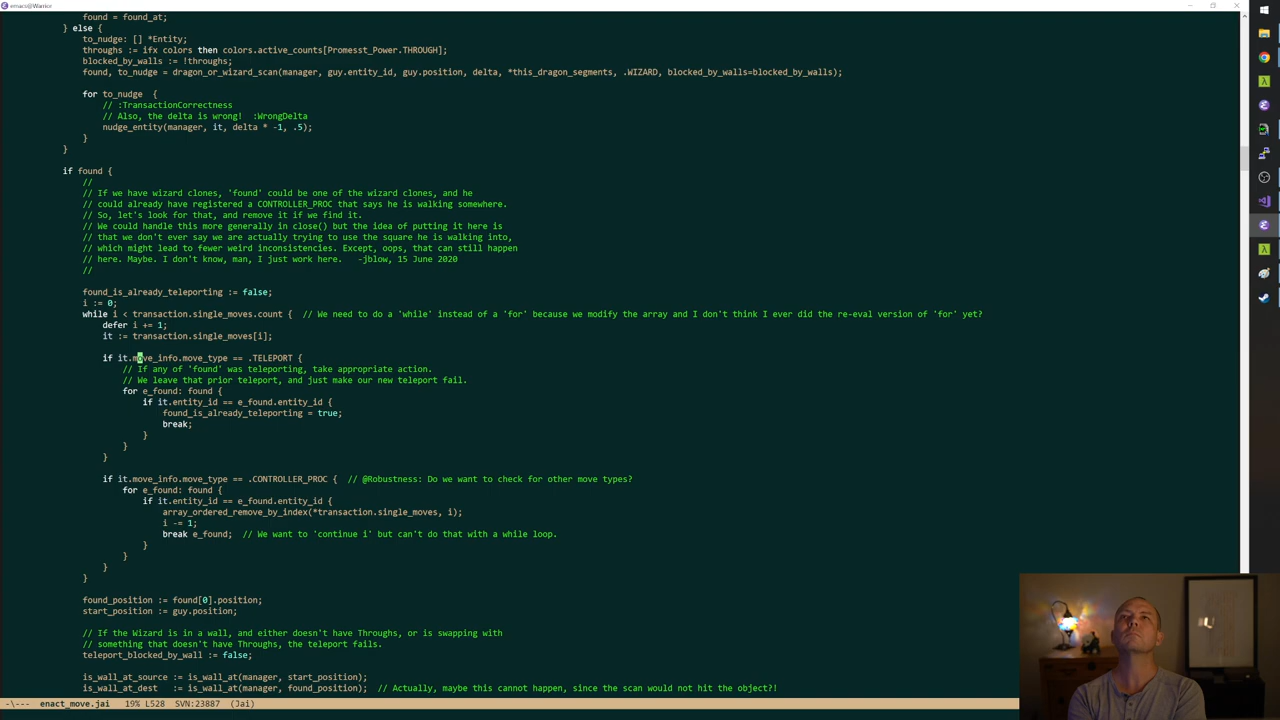 emacs@Warrior
found = found_at;
} else {
to_nudge: [] *Entity;
throughs := ifx colors then colors.active_counts[Promesst_Power.THROUGH];
blocked_by_walls := !throughs;
found, to_nudge = dragon_or_wizard_scan(manager, guy.entity_id, guy.position, delta, *this_dragon_segments, .WIZARD, blocked_by_walls=blocked_by_walls);
for to_nudge {
// :TransactionCorrectness
// Also, the delta is wrong! :WrongDelta
nudge_entity(manager, it, delta * -1, .5);
}
}
if found {
//
// If we have wizard clones, 'found' could be one of the wizard clones, and he
// could already have registered a CONTROLLER_PROC that says he is walking somewhere.
// So, let's look for that, and remove it if we find it.
// We could handle this more generally in close() but the idea of putting it here is
// that we don't ever say we are actually trying to use the square he is walking into,
// which might lead to fewer weird inconsistencies. Except, oops, that can still happen
// here. Maybe. I don't know, man, I just work here. -jblow, 15 June 2020
//
found_is_already_teleporting := false;
i := 0;
while i < transaction.single_moves.count { // We need to do a 'while' instead of a 'for' because we modify the array and I don't think I ever did the re-eval version of 'for' yet?
defer i += 1;
it := transaction.single_moves[i];
if it.move_info.move_type == .TELEPORT {
// If any of 'found' was teleporting, take appropriate action.
// We leave that prior teleport, and just make our new teleport fail.
for e_found: found {
if it.entity_id == e_found.entity_id {
found_is_already_teleporting = true;
break;
}
}
}
if it.move_info.move_type == .CONTROLLER_PROC { // @Robustness: Do we want to check for other move types?
for e_found: found {
if it.entity_id == e_found.entity_id {
array_ordered_remove_by_index(*transaction.single_moves, i);
i -= 1;
break e_found; // We want to 'continue i' but can't do that with a while loop.
}
}
}
}
found_position := found[0].position;
start_position := guy.position;
// If the Wizard is in a wall, and either doesn't have Throughs, or is swapping with
// something that doesn't have Throughs, the teleport fails.
teleport_blocked_by_wall := false;
is_wall_at_source := is_wall_at(manager, start_position);
is_wall_at_dest := is_wall_at(manager, found_position); // Actually, maybe this cannot happen, since the scan would not hit the object?!
-\--- enact_move.jai 19% L528 SVN:23887 (Jai)